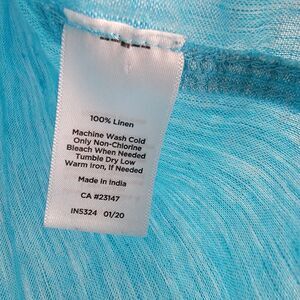 100% Linen
Machine Wash Cold
Only Non-Chlorine
Bleach When Needed
Tumble Dry Low
Warm Iron, If Needed
Made in India
CA #23147
INS324 01/20